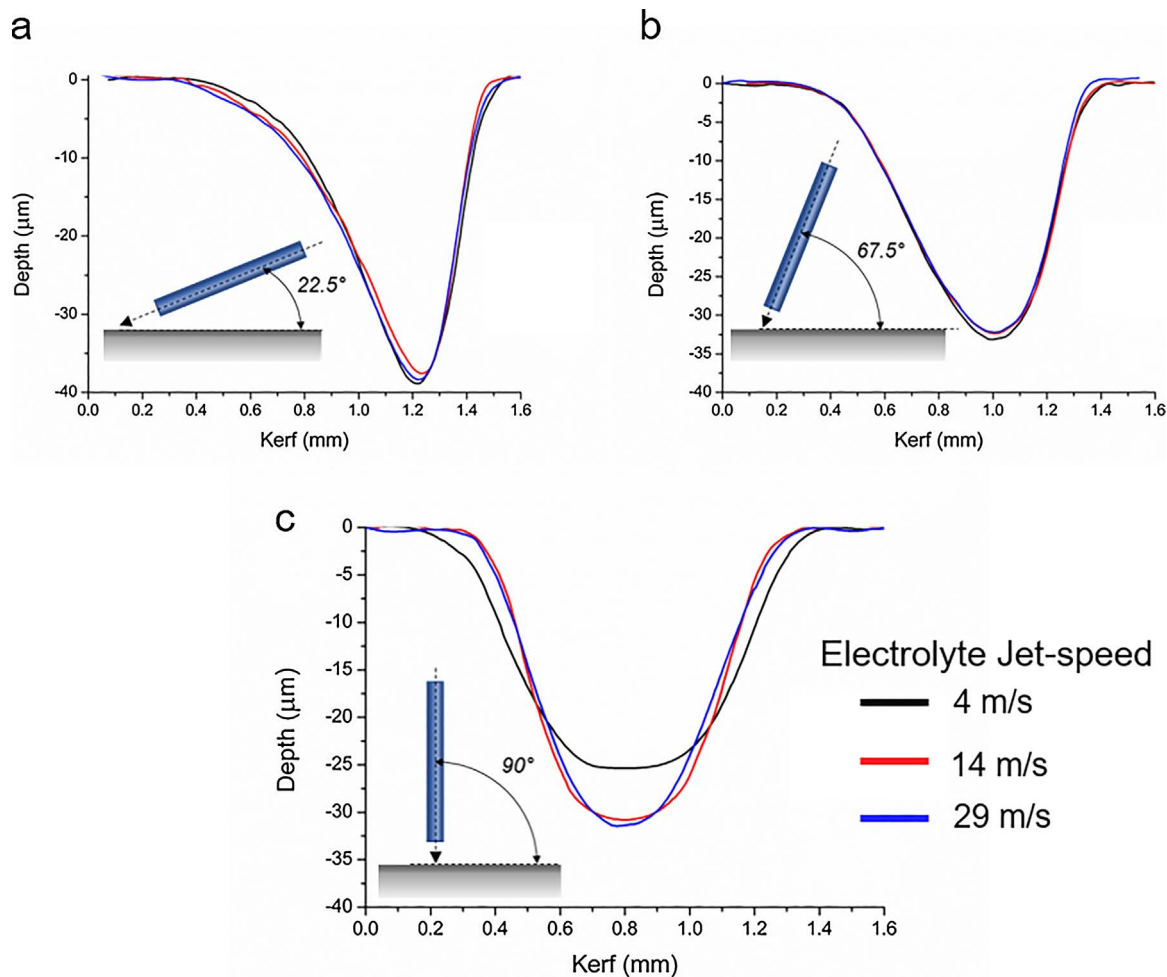 a
0
-10
-20
-30
-40
Depth (μm)
22.5°
0.0 0.2 0.4 0.6 0.8 1.0 1.2 1.4 1.6
Kerf (mm)
b
0
-5
-10
-15
-20
-25
-30
-35
-40
Depth (μm)
67.5°
0.0 0.2 0.4 0.6 0.8 1.0 1.2 1.4 1.6
Kerf (mm)
c
0
-5
-10
-15
-20
-25
-30
-35
-40
Depth (μm)
90°
0.0 0.2 0.4 0.6 0.8 1.0 1.2 1.4 1.6
Kerf (mm)
Electrolyte Jet-speed
4 m/s
14 m/s
29 m/s